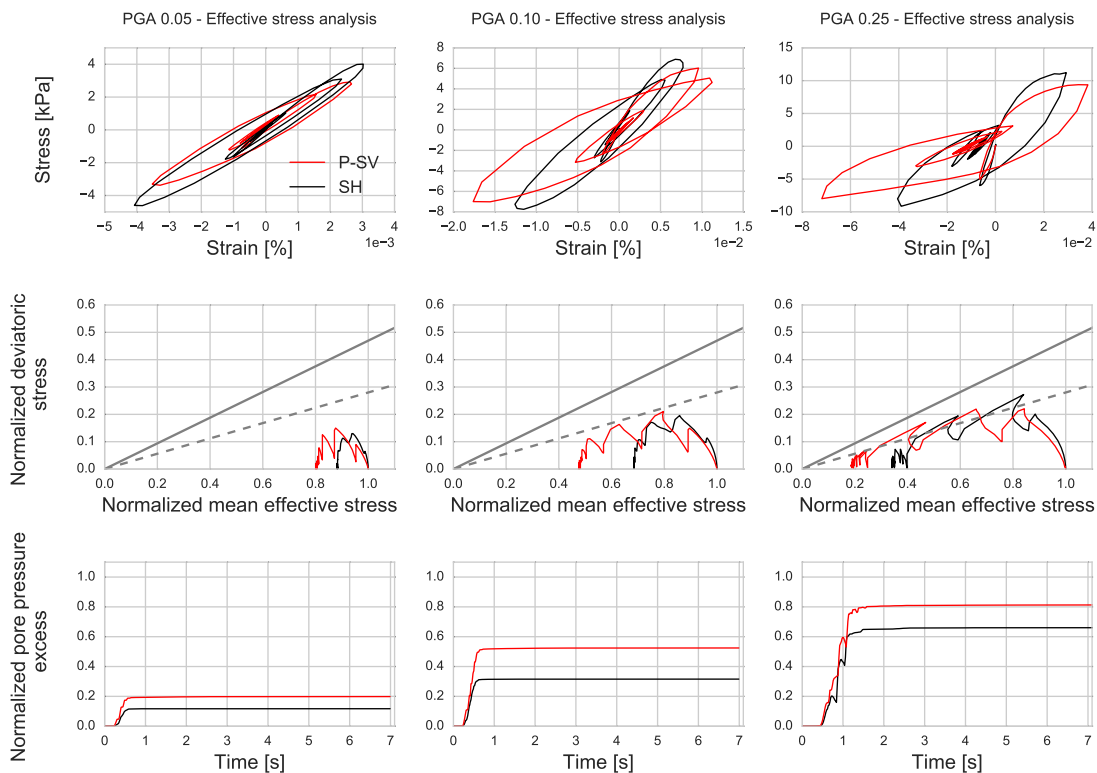 PGA 0.05 - Effective stress analysis
PGA 0.10 - Effective stress analysis
PGA 0.25 - Effective stress analysis
Stress [kPa]
4
2
0
−2
−4
−5 −4 −3 −2 −1 0 1 2 3 4
Strain [%]
1e−3
P-SV
SH
8
6
4
2
0
−2
−4
−6
−8
−2.0 −1.5 −1.0 −0.5 0.0 0.5 1.0 1.5
Strain [%]
1e−2
15
10
5
0
−5
−10
−8 −6 −4 −2 0 2 4
Strain [%]
1e−2
Normalized deviatoric
stress
0.6
0.5
0.4
0.3
0.2
0.1
0.0
0.0 0.2 0.4 0.6 0.8 1.0
Normalized mean effective stress
0.6
0.5
0.4
0.3
0.2
0.1
0.0
0.0 0.2 0.4 0.6 0.8 1.0
Normalized mean effective stress
0.6
0.5
0.4
0.3
0.2
0.1
0.0
0.0 0.2 0.4 0.6 0.8 1.0
Normalized mean effective stress
Normalized pore pressure
excess
1.0
0.8
0.6
0.4
0.2
0.0
0 1 2 3 4 5 6 7
Time [s]
1.0
0.8
0.6
0.4
0.2
0.0
0 1 2 3 4 5 6 7
Time [s]
1.0
0.8
0.6
0.4
0.2
0.0
0 1 2 3 4 5 6 7
Time [s]